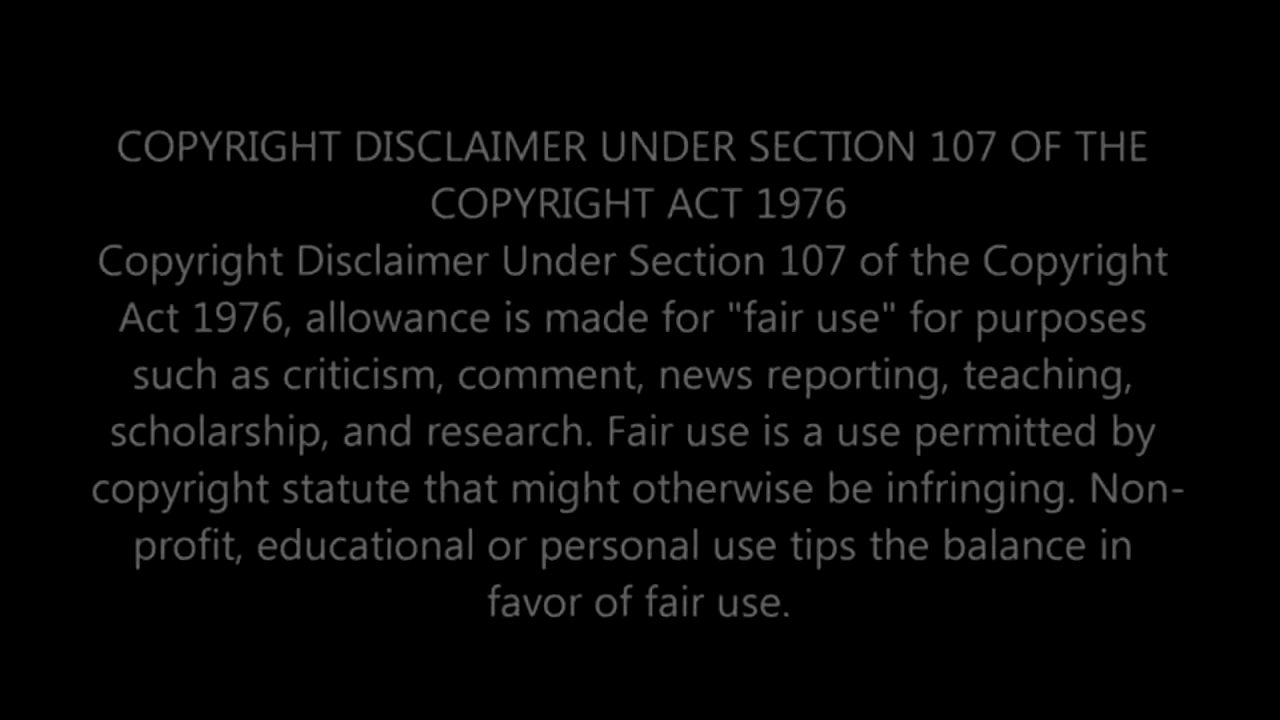 COPYRIGHT DISCLAIMER UNDER SECTION 107 OF THE
COPYRIGHT ACT 1976
Copyright Disclaimer Under Section 107 of the Copyright
Act 1976, allowance is made for "fair use" for purposes
such as criticism, comment, news reporting, teaching,
scholarship, and research. Fair use is a use permitted by
copyright statute that might otherwise be infringing. Non-
profit, educational or personal use tips the balance in
favor of fair use.